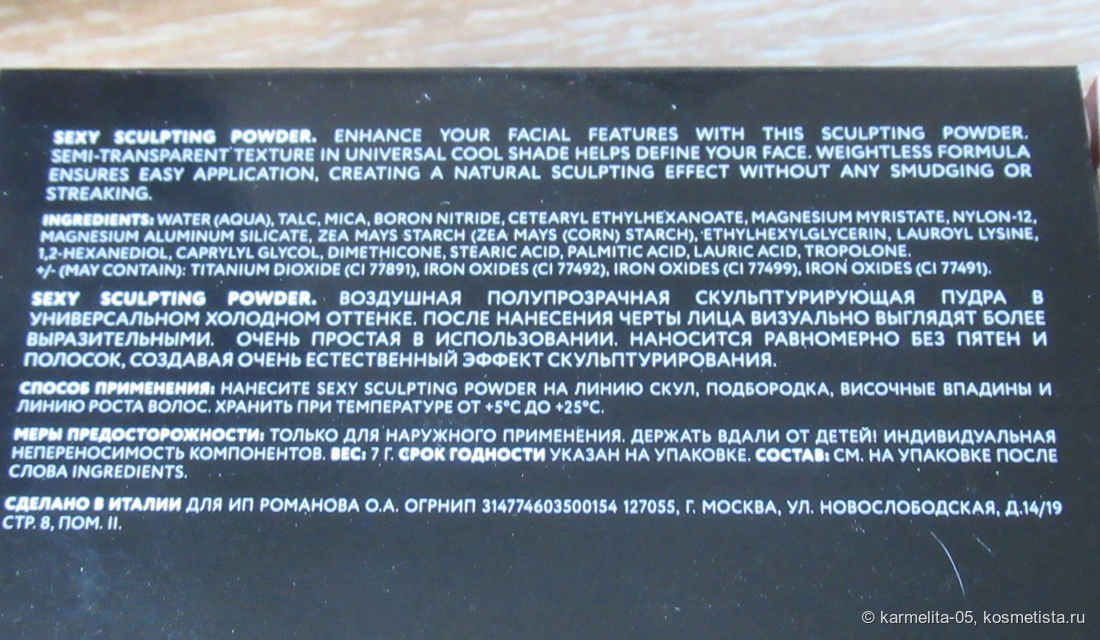 SEXY SCULPTING POWDER. ENHANCE YOUR FACIAL FEATURES WITH THIS SCULPTING POWDER.
SEMI-TRANSPARENT TEXTURE IN UNIVERSAL COOL SHADE HELPS DEFINE YOUR FACE. WEIGHTLESS FORMULA
ENSURES EASY APPLICATION, CREATING A NATURAL SCULPTING EFFECT WITHOUT ANY SMUDGING OR
STREAKING.
INGREDIENTS: WATER (AQUA), TALC, MICA, BORON NITRIDE, CETEARYL ETHYLHEXANOATE, MAGNESIUM MYRISTATE, NYLON-12,
MAGNESIUM ALUMINUM SILICATE, ZEA MAYS STARCH (ZEA MAYS (CORN) STARCH), ETHYLHEXYLGLYCERIN, LAUROYL LYSINE,
1,2-HEXANEDIOL, CAPRYLYL GLYCOL, DIMETHICONE, STEARIC ACID, PALMITIC ACID, LAURIC ACID, TROPOLONE.
+/- (MAY CONTAIN): TITANIUM DIOXIDE (CI 77891), IRON OXIDES (CI 77492), IRON OXIDES (CI 77499), IRON OXIDES (CI 77491).
SEXY SCULPTING POWDER. ВОЗДУШНАЯ ПОЛУПРОЗРАЧНАЯ СКУЛЬПТУРИРУЮЩАЯ ПУДРА В
УНИВЕРСАЛЬНОМ ХОЛОДНОМ ОТТЕНКЕ. ПОСЛЕ НАНЕСЕНИЯ ЧЕРТЫ ЛИЦА ВИЗУАЛЬНО ВЫГЛЯДЯТ БОЛЕЕ
ВЫРАЗИТЕЛЬНЫМИ. ОЧЕНЬ ПРОСТАЯ В ИСПОЛЬЗОВАНИИ. НАНОСИТСЯ РАВНОМЕРНО БЕЗ ПЯТЕН И
ПОЛОСОК, СОЗДАВАЯ ОЧЕНЬ ЕСТЕСТВЕННЫЙ ЭФФЕКТ СКУЛЬПТУРИРОВАНИЯ.
СПОСОБ ПРИМЕНЕНИЯ: НАНЕСИТЕ SEXY SCULPTING POWDER НА ЛИНИЮ СКУЛ, ПОДБОРОДКА, ВИСОЧНЫЕ ВПАДИНЫ И
ЛИНИЮ РОСТА ВОЛОС. ХРАНИТЬ ПРИ ТЕМПЕРАТУРЕ ОТ +5°C ДО +25°C.
МЕРЫ ПРЕДОСТОРОЖНОСТИ: ТОЛЬКО ДЛЯ НАРУЖНОГО ПРИМЕНЕНИЯ. ДЕРЖАТЬ ВДАЛИ ОТ ДЕТЕЙ! ИНДИВИДУАЛЬНАЯ
НЕПЕРЕНОСИМОСТЬ КОМПОНЕНТОВ. ВЕС: 7 Г. СРОК ГОДНОСТИ УКАЗАН НА УПАКОВКЕ. СОСТАВ: СМ. НА УПАКОВКЕ ПОСЛЕ
СЛОВА INGREDIENTS.
СДЕЛАНО В ИТАЛИИ ДЛЯ ИП РОМАНОВА О.А. ОГРНИП 314774603500154 127055, Г. МОСКВА, УЛ. НОВОСЛОБОДСКАЯ, Д.14/19
СТР. 8, ПОМ. II.
© karmelita-05, kosmetista.ru